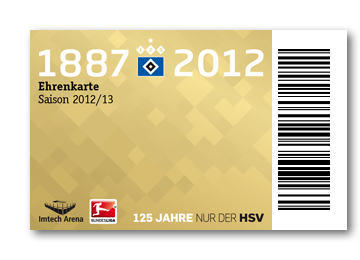 1887 2012
Ehrenkarte
Saison 2012/13
Imtech Arena
BUNDESLIGA
125 JAHRE NUR DER HSV